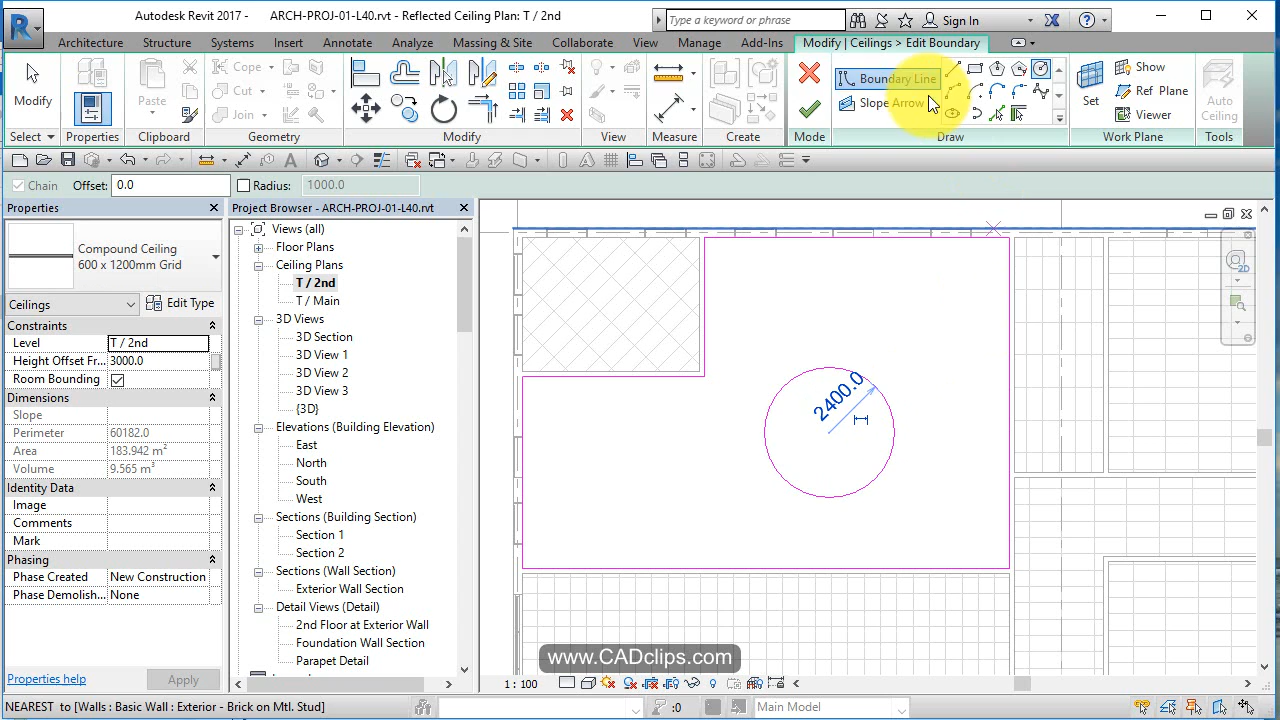 Autodesk Revit 2017 - ARCH-PROJ-01-L40.rvt - Reflected Ceiling Plan: T / 2nd
Type a keyword or phrase
Sign In
Architecture Structure Systems Insert Annotate Analyze Massing & Site Collaborate View Manage Add-Ins Modify | Ceilings > Edit Boundary
Modify Paste Cope Cut Join Boundary Line Slope Arrow Set Show Ref Plane Viewer Auto Ceiling
Select Properties Clipboard Geometry Modify View Measure Create Mode Draw Work Plane Tools
Chain Offset: 0.0 Radius: 1000.0
Properties
Compound Ceiling
600 x 1200mm Grid
Ceilings Edit Type
Constraints
Level T / 2nd
Height Offset Fr... 3000.0
Room Bounding
Dimensions
Slope
Perimeter 60182.0
Area 183.942 m²
Volume 9.565 m³
Identity Data
Image
Comments
Mark
Phasing
Phase Created New Construction
Phase Demolish... None
Properties help Apply
Project Browser - ARCH-PROJ-01-L40.rvt
Views (all)
Floor Plans
Ceiling Plans
T / 2nd
T / Main
3D Views
3D Section
3D View 1
3D View 2
3D View 3
{3D}
Elevations (Building Elevation)
East
North
South
West
Sections (Building Section)
Section 1
Section 2
Sections (Wall Section)
Exterior Wall Section
Detail Views (Detail)
2nd Floor at Exterior Wall
Foundation Wall Section
Parapet Detail
2D
2400.0
www.CADclips.com
1 : 100
NEAREST to [Walls : Basic Wall : Exterior - Brick on Mtl. Stud] :0 Main Model